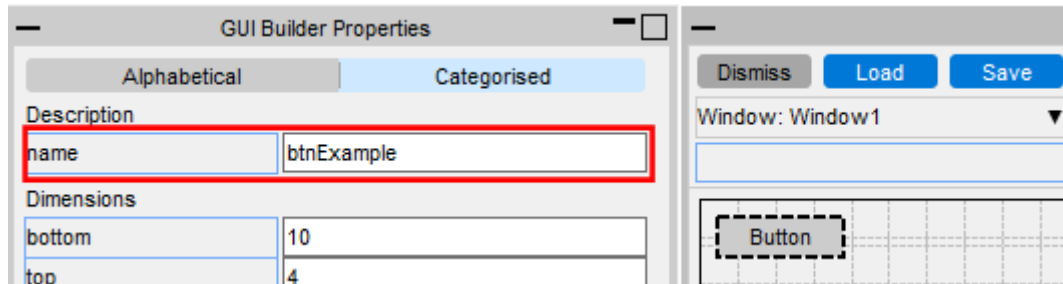 GUI Builder Properties
Alphabetical Categorised
Description
name btnExample
Dimensions
bottom 10
top 4
Dismiss Load Save
Window: Window1
Button